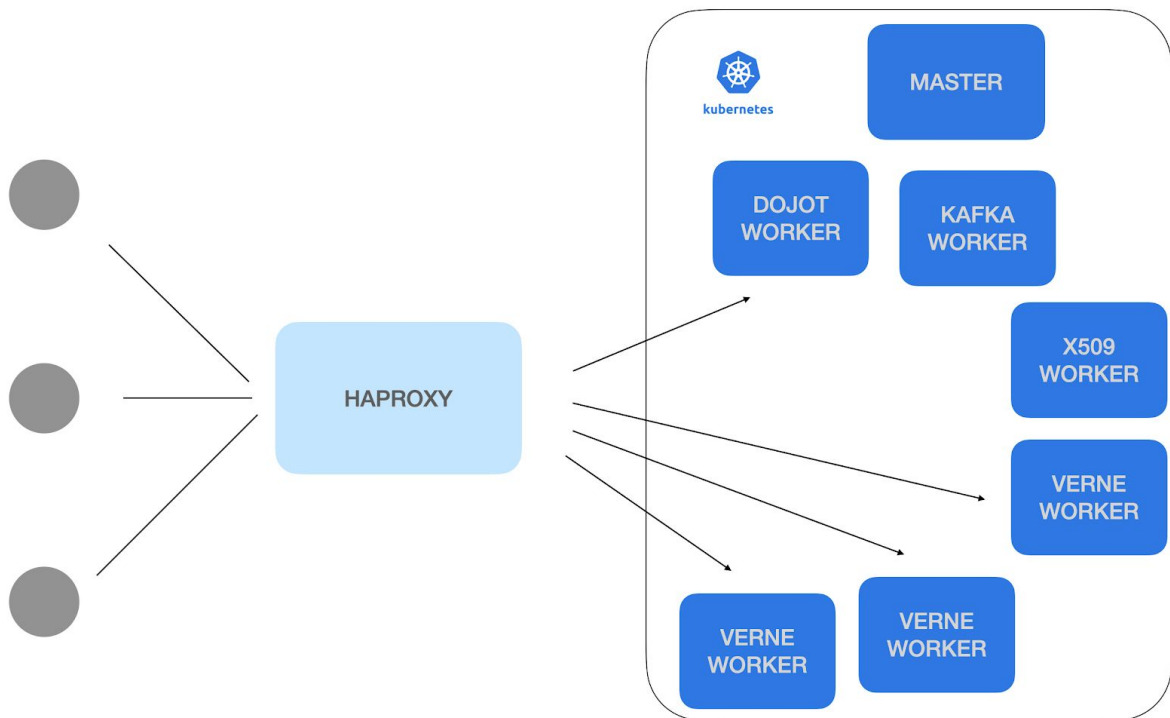 kubernetes
MASTER
DOJOT
WORKER
KAFKA
WORKER
X509
WORKER
HAPROXY
VERNE
WORKER
VERNE
WORKER
VERNE
WORKER